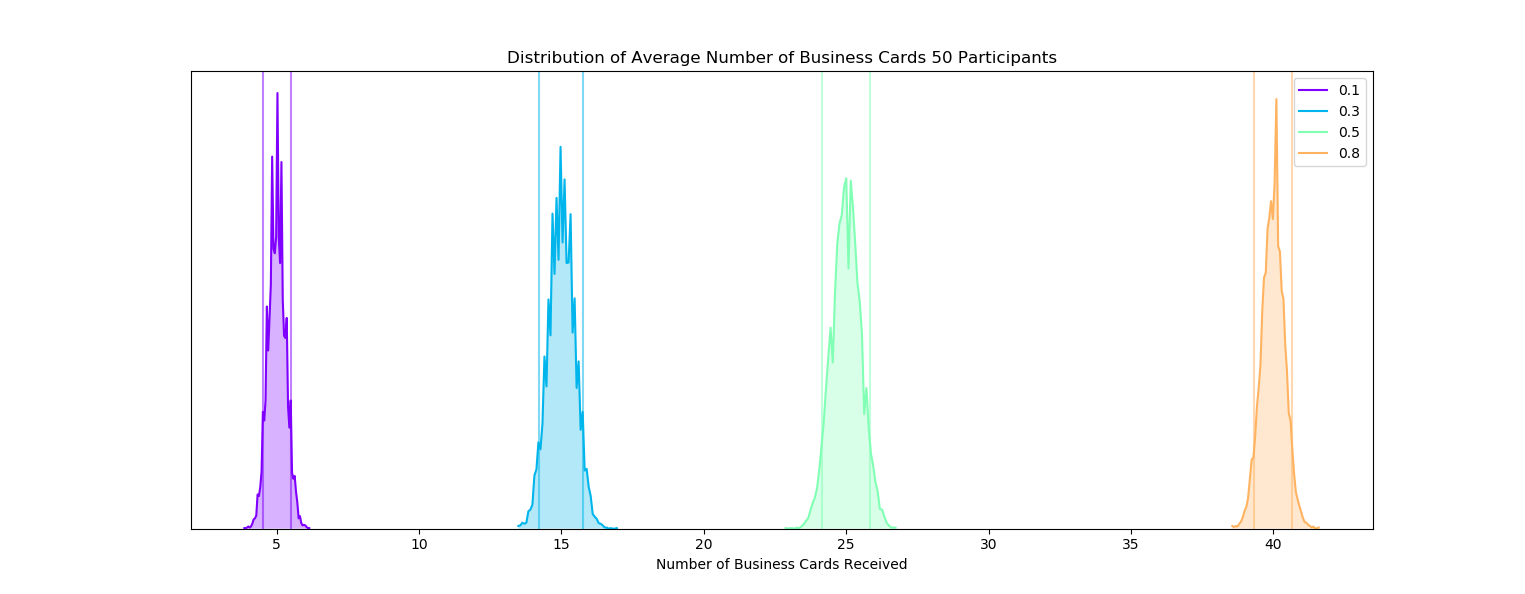 Distribution of Average Number of Business Cards 50 Participants
0.1
0.3
0.5
0.8
5 10 15 20 25 30 35 40
Number of Business Cards Received